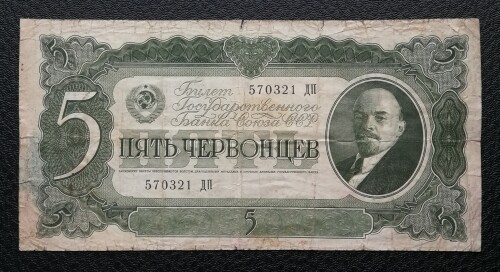 Билет 570321 ДП
Государственного
Банка Союза ССР
5 ПЯТЬ ЧЕРВОНЦЕВ
570321 ДП
5